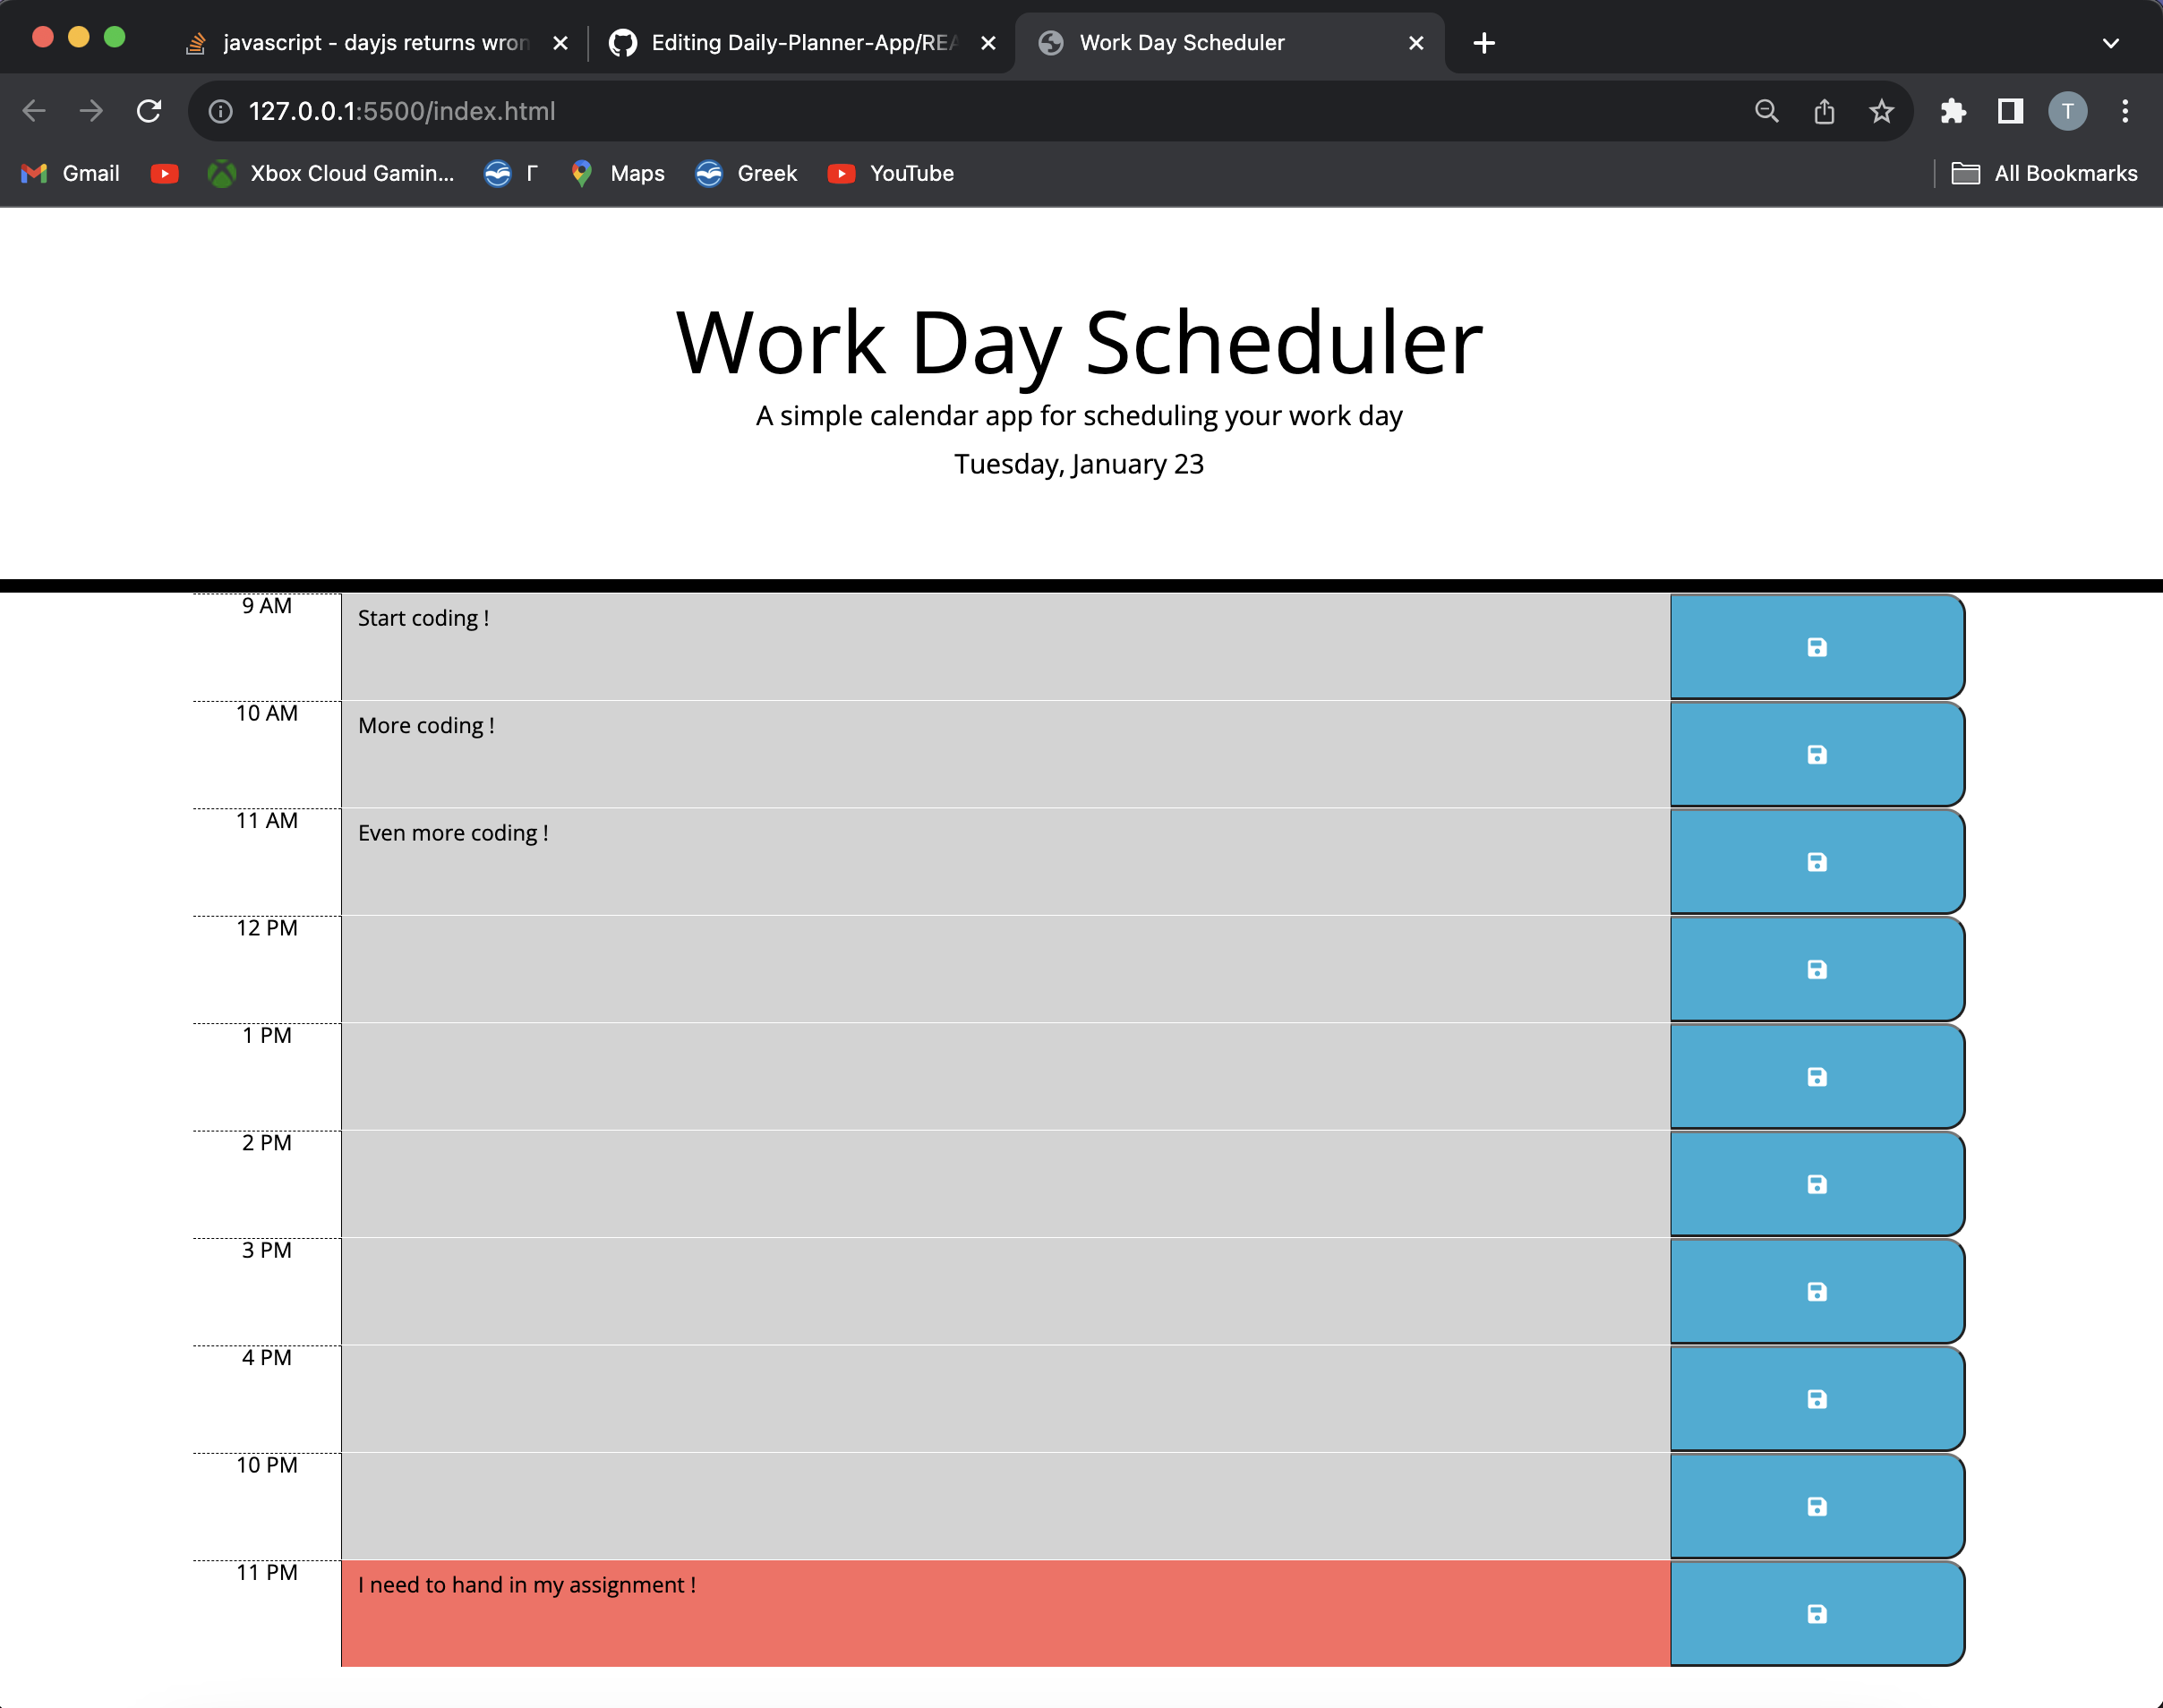 javascript - dayjs returns wron
Editing Daily-Planner-App/REA
Work Day Scheduler
127.0.0.1:5500/index.html
T
Gmail
Xbox Cloud Gamin...
Γ
Maps
Greek
YouTube
All Bookmarks
Work Day Scheduler
A simple calendar app for scheduling your work day
Tuesday, January 23
9 AM
Start coding !
10 AM
More coding !
11 AM
Even more coding !
12 PM
1 PM
2 PM
3 PM
4 PM
10 PM
11 PM
I need to hand in my assignment !